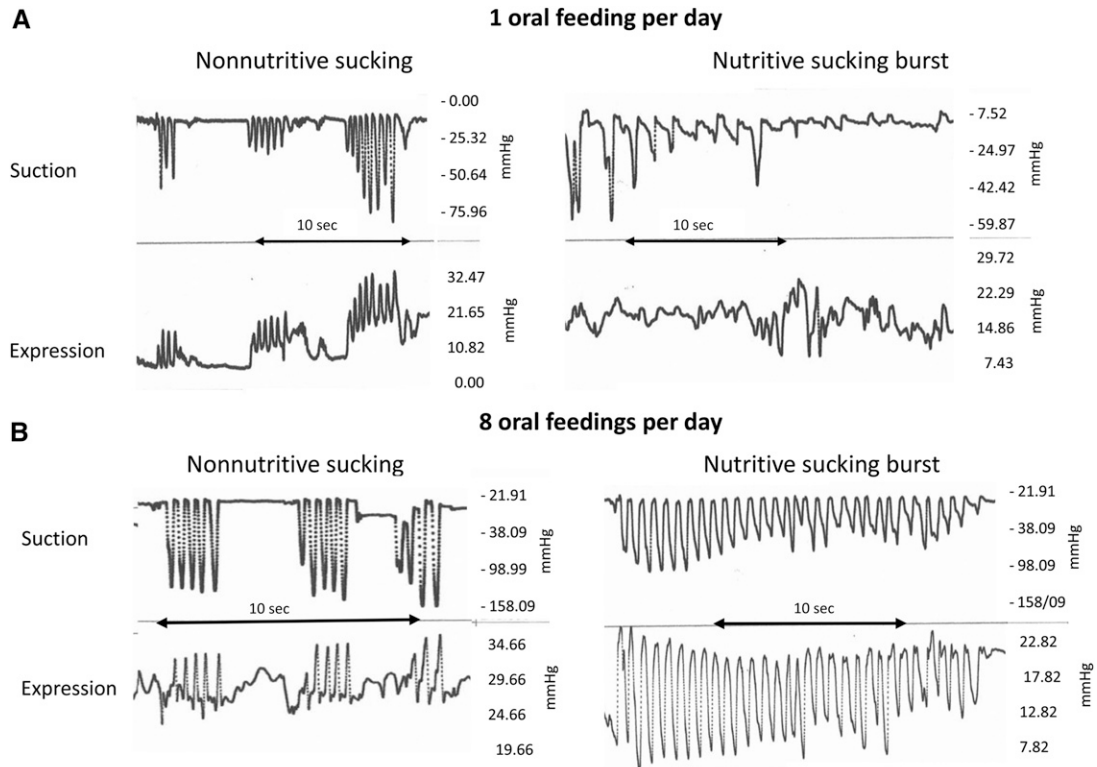 A
1 oral feeding per day
Nonnutritive sucking
Nutritive sucking burst
Suction
- 0.00
- 25.32
- 50.64
- 75.96
mmHg
- 7.52
- 24.97
- 42.42
- 59.87
mmHg
10 sec
10 sec
Expression
32.47
21.65
10.82
0.00
mmHg
29.72
22.29
14.86
7.43
mmHg
B
8 oral feedings per day
Nonnutritive sucking
Nutritive sucking burst
Suction
- 21.91
- 38.09
- 98.99
- 158.09
mmHg
- 21.91
- 38.09
- 98.09
- 158/09
mmHg
10 sec
10 sec
Expression
34.66
29.66
24.66
19.66
mmHg
22.82
17.82
12.82
7.82
mmHg